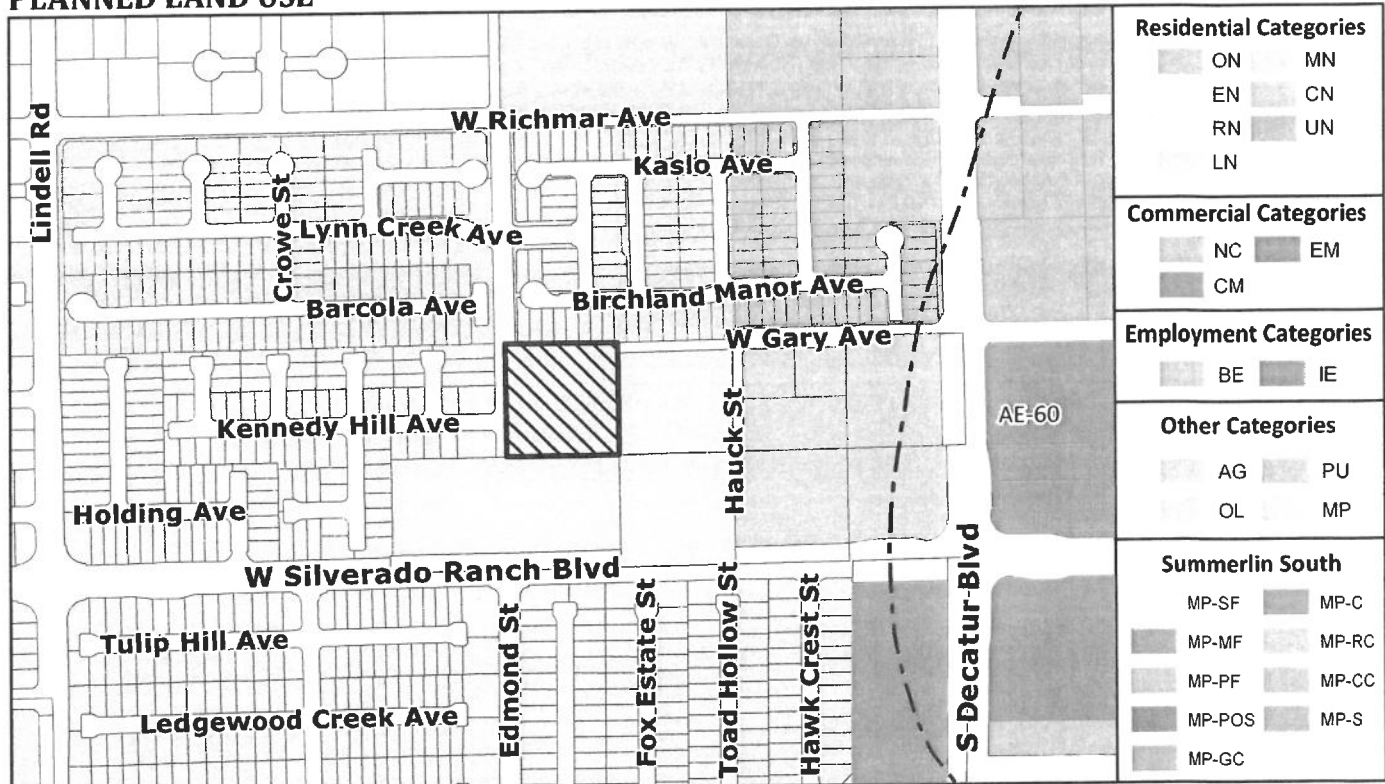 PLANNED LAND USE
Lindell Rd
W Richmar Ave
Kaslo Ave
Crowe St
Lynn Creek Ave
Barcola Ave
Birchland Manor Ave
W Gary Ave
Kennedy Hill Ave
Hauck St
AE-60
Holding Ave
W Silverado Ranch Blvd
Tulip Hill Ave
Ledgewood Creek Ave
Edmond St
Fox Estate St
Toad Hollow St
Hawk Crest St
S Decatur Blvd
Residential Categories
ON MN
EN CN
RN UN
LN
Commercial Categories
NC EM
CM
Employment Categories
BE IE
Other Categories
AG PU
OL MP
Summerlin South
MP-SF MP-C
MP-MF MP-RC
MP-PF MP-CC
MP-POS MP-S
MP-GC